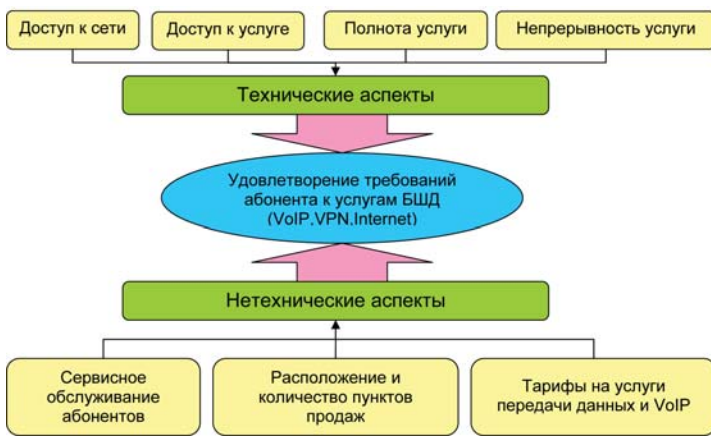 Доступ к сети
Доступ к услуге
Полнота услуги
Непрерывность услуги
Технические аспекты
Удовлетворение требований
абонента к услугам БШД
(VoIP,VPN,Internet)
Нетехнические аспекты
Сервисное
обслуживание
абонентов
Расположение и
количество пунктов
продаж
Тарифы на услуги
передачи данных и VoIP